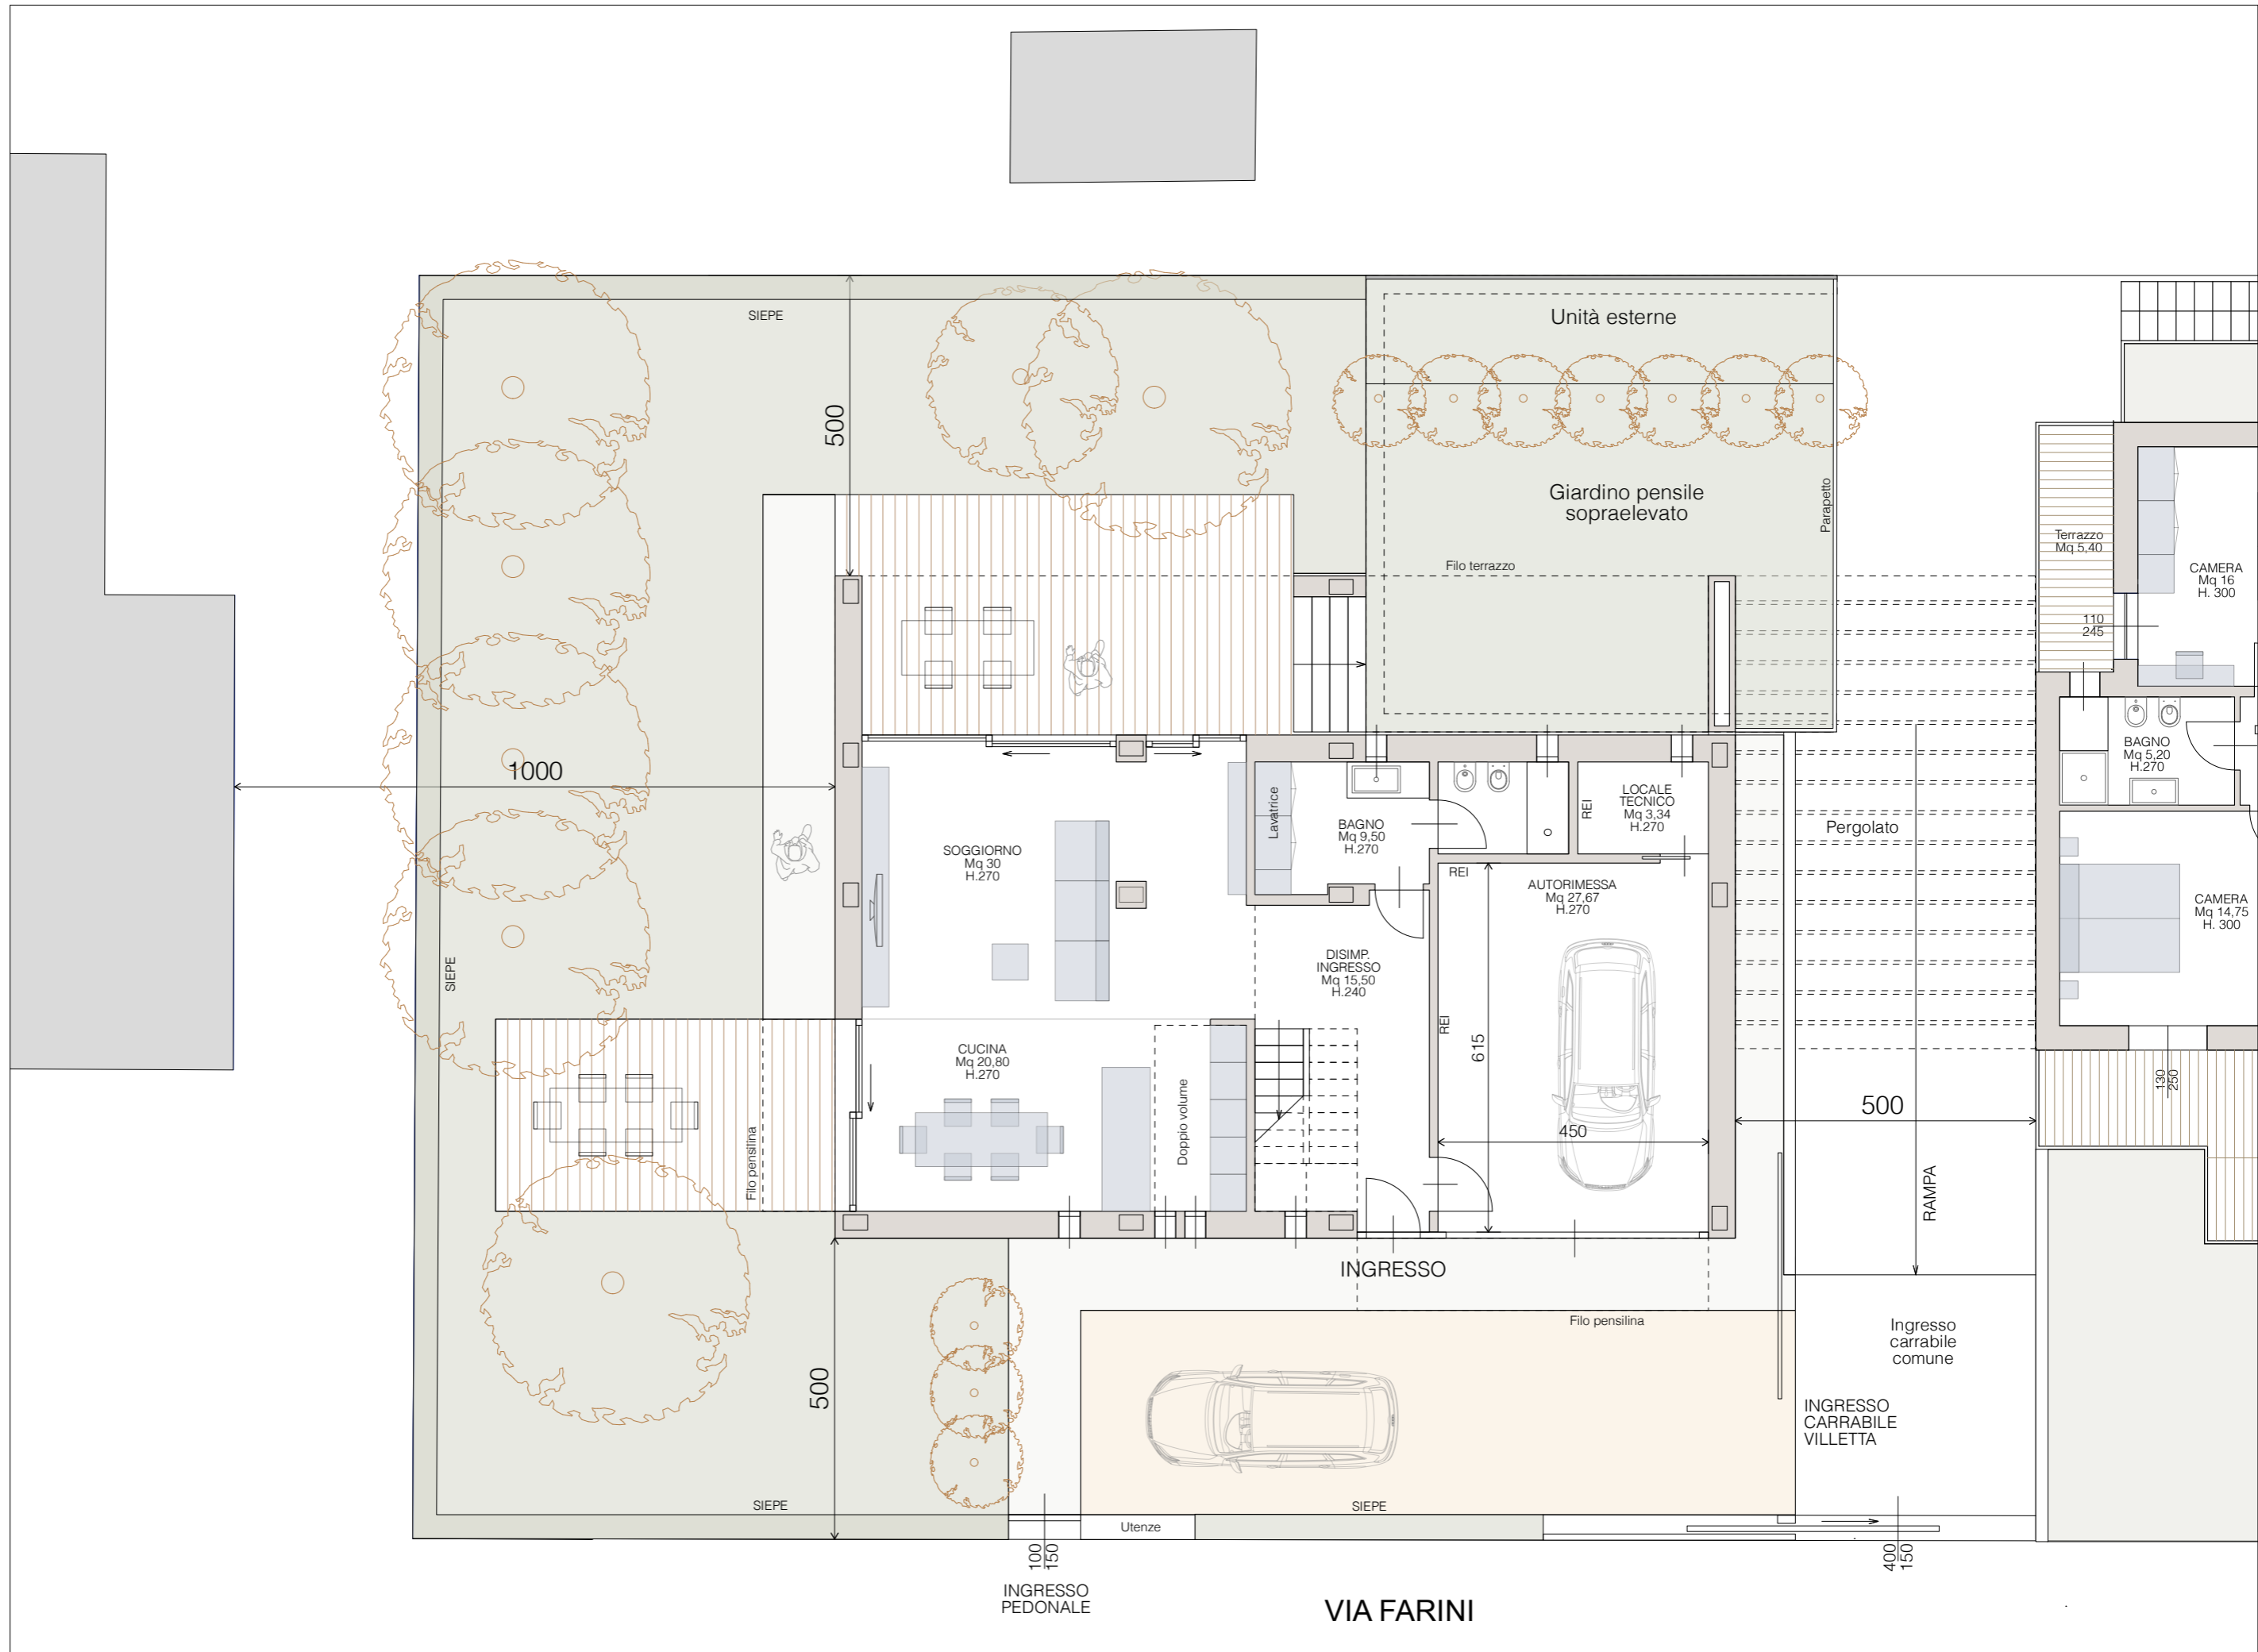 SIEPE
Unità esterne
500
Giardino pensile
sopraelevato
Parapetto
Filo terrazzo
Terrazzo
Mq 5,40
CAMERA
Mq 16
H. 300
110
245
1000
BAGNO
Mq 5,20
H.270
LOCALE
TECNICO
Mq 3,34
H.270
REI
Lavatrice
BAGNO
Mq 9,50
H.270
Pergolato
SOGGIORNO
Mq 30
H.270
REI
AUTORIMESSA
Mq 27,67
H.270
CAMERA
Mq 14,75
H. 300
SIEPE
DISIMP.
INGRESSO
Mq 15,50
H.240
REI
615
CUCINA
Mq 20,80
H.270
Doppio volume
130
250
500
450
Filo pensilina
RAMPA
INGRESSO
Filo pensilina
Ingresso
carrabile
comune
500
INGRESSO
CARRABILE
VILLETTA
SIEPE
SIEPE
Utenze
100
150
400
150
INGRESSO
PEDONALE
VIA FARINI